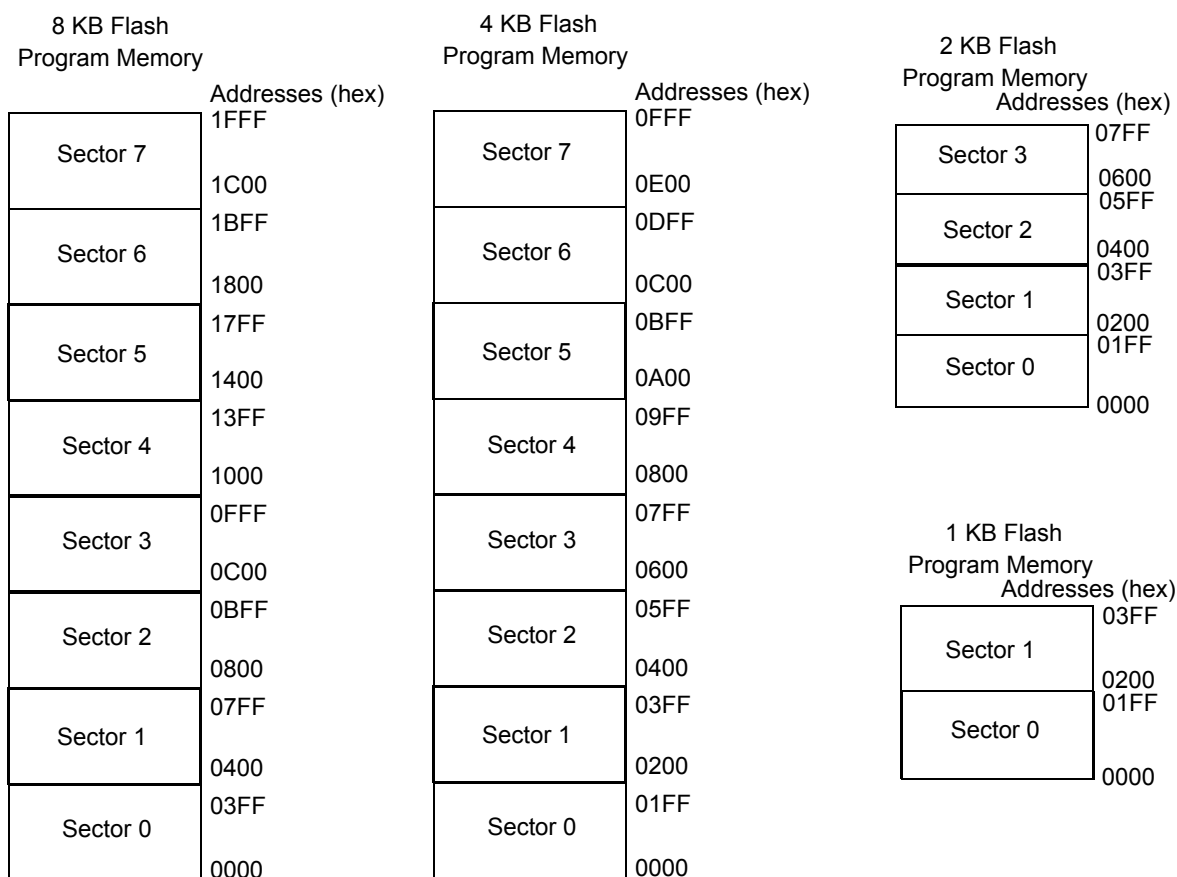 8 KB Flash
Program Memory
Addresses (hex)
1FFF
Sector 7
1C00
1BFF
Sector 6
1800
17FF
Sector 5
1400
13FF
Sector 4
1000
0FFF
Sector 3
0C00
0BFF
Sector 2
0800
07FF
Sector 1
0400
03FF
Sector 0
0000
4 KB Flash
Program Memory
Addresses (hex)
0FFF
Sector 7
0E00
0DFF
Sector 6
0C00
0BFF
Sector 5
0A00
09FF
Sector 4
0800
07FF
Sector 3
0600
05FF
Sector 2
0400
03FF
Sector 1
0200
01FF
Sector 0
0000
2 KB Flash
Program Memory
Addresses (hex)
07FF
Sector 3
0600
05FF
Sector 2
0400
03FF
Sector 1
0200
01FF
Sector 0
0000
1 KB Flash
Program Memory
Addresses (hex)
03FF
Sector 1
0200
01FF
Sector 0
0000